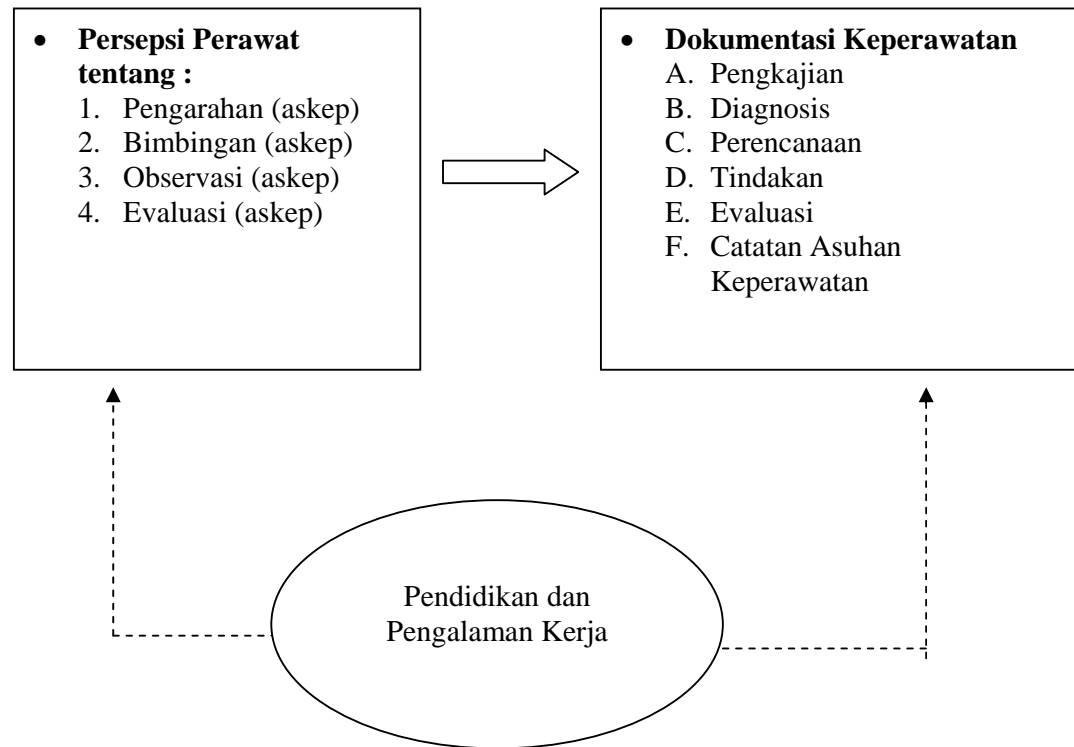 • Persepsi Perawat
tentang :
1. Pengarahan (askep)
2. Bimbingan (askep)
3. Observasi (askep)
4. Evaluasi (askep)
• Dokumentasi Keperawatan
A. Pengkajian
B. Diagnosis
C. Perencanaan
D. Tindakan
E. Evaluasi
F. Catatan Asuhan
Keperawatan
Pendidikan dan
Pengalaman Kerja